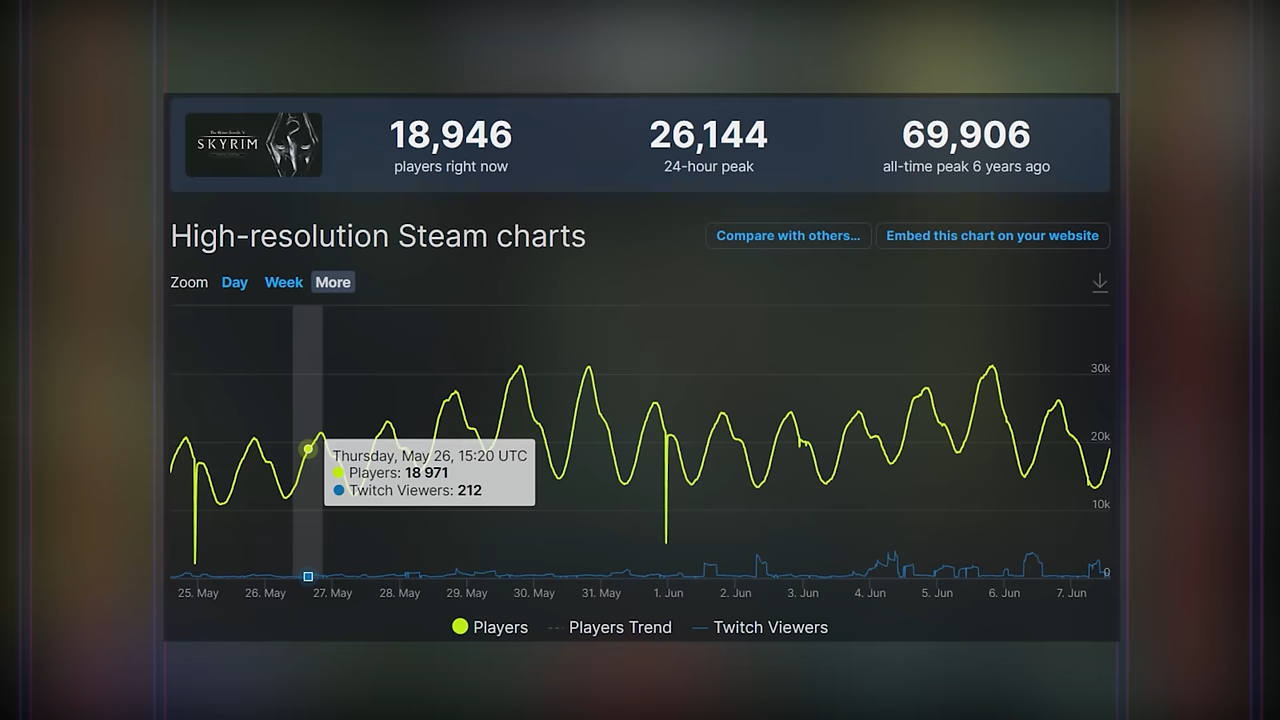 The Elder Scrolls V
SKYRIM
18,946 26,144 69,906
players right now 24-hour peak all-time peak 6 years ago
High-resolution Steam charts
Compare with others... Embed this chart on your website
Zoom Day Week More
30k
20k
10k
0
Thursday, May 26, 15:20 UTC
Players: 18 971
Twitch Viewers: 212
25. May 26. May 27. May 28. May 29. May 30. May 31. May 1. Jun 2. Jun 3. Jun 4. Jun 5. Jun 6. Jun 7. Jun
Players Players Trend Twitch Viewers